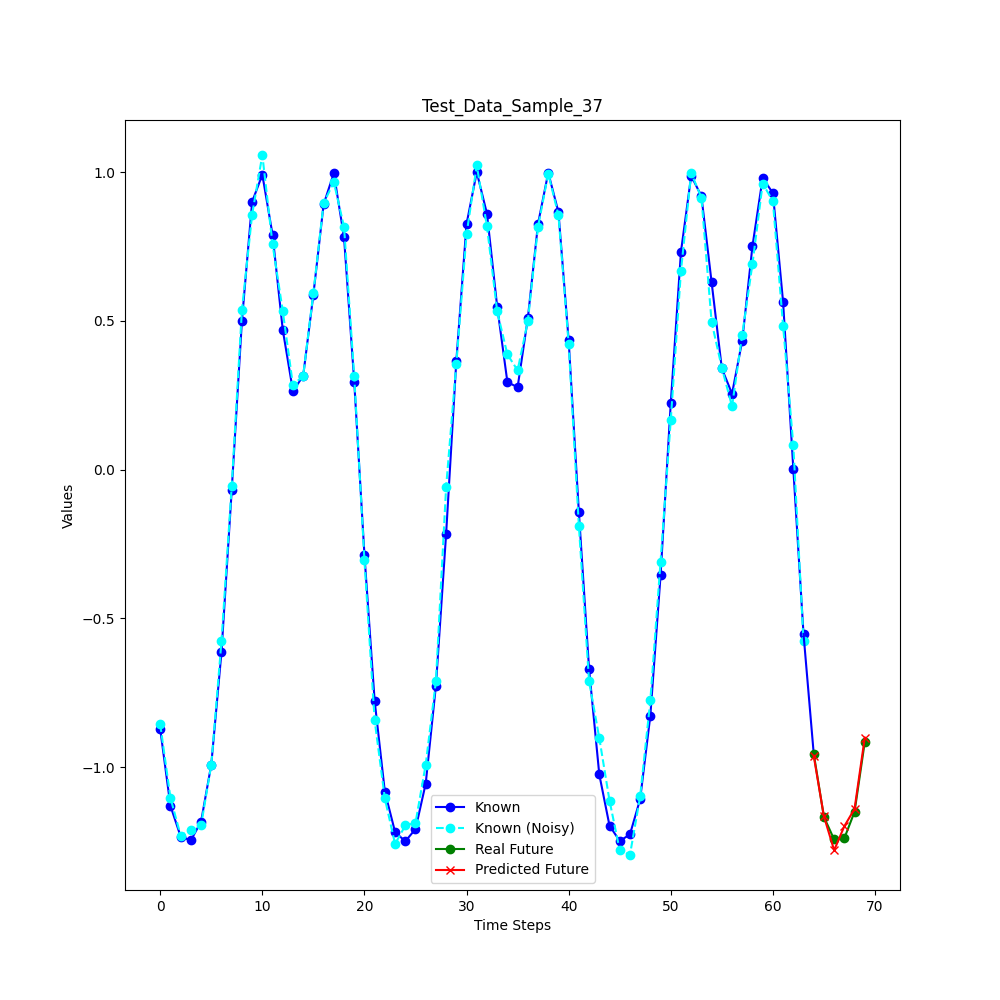 Test_Data_Sample_37
1.0
0.5
0.0
−0.5
−1.0
Values
Known
Known (Noisy)
Real Future
Predicted Future
0 10 20 30 40 50 60 70
Time Steps